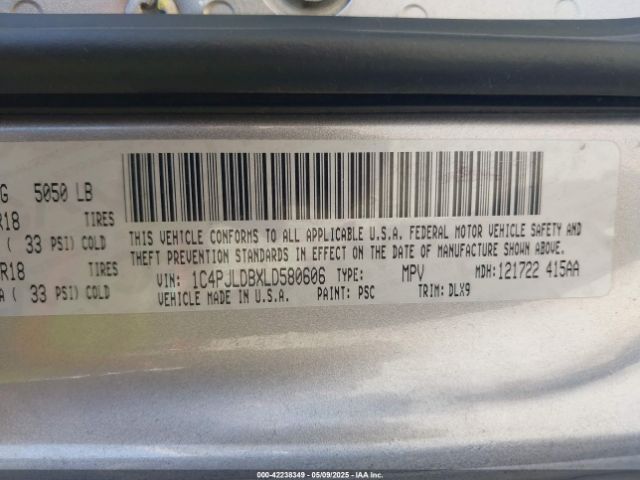 G 5050 LB
R18 TIRES
( 33 PSI) COLD
R18 TIRES
A ( 33 PSI) COLD
THIS VEHICLE CONFORMS TO ALL APPLICABLE U.S.A. FEDERAL MOTOR VEHICLE SAFETY AND
THEFT PREVENTION STANDARDS IN EFFECT ON THE DATE OF MANUFACTURE SHOWN ABOVE.
VIN: 1C4PJLDBXLD580606 TYPE: MPV MDH: 121722 415AA
VEHICLE MADE IN U.S.A. PAINT: PSC TRIM: DLX9
000-42238349 - 05/09/2025 - IAAI.com